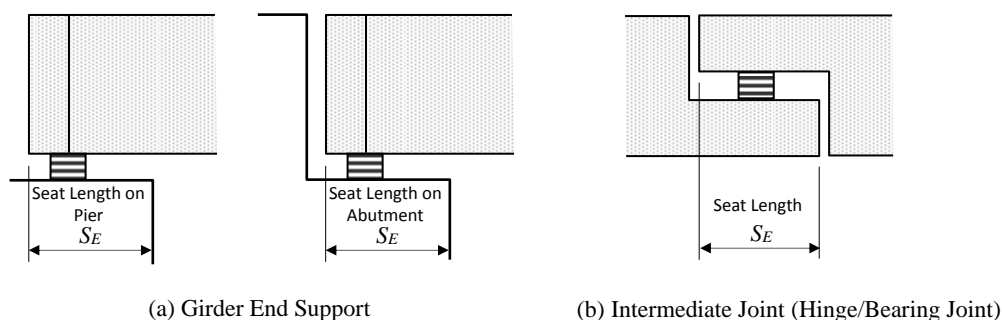 Seat Length on
Pier
SE
Seat Length on
Abutment
SE
Seat Length
SE
(a) Girder End Support
(b) Intermediate Joint (Hinge/Bearing Joint)